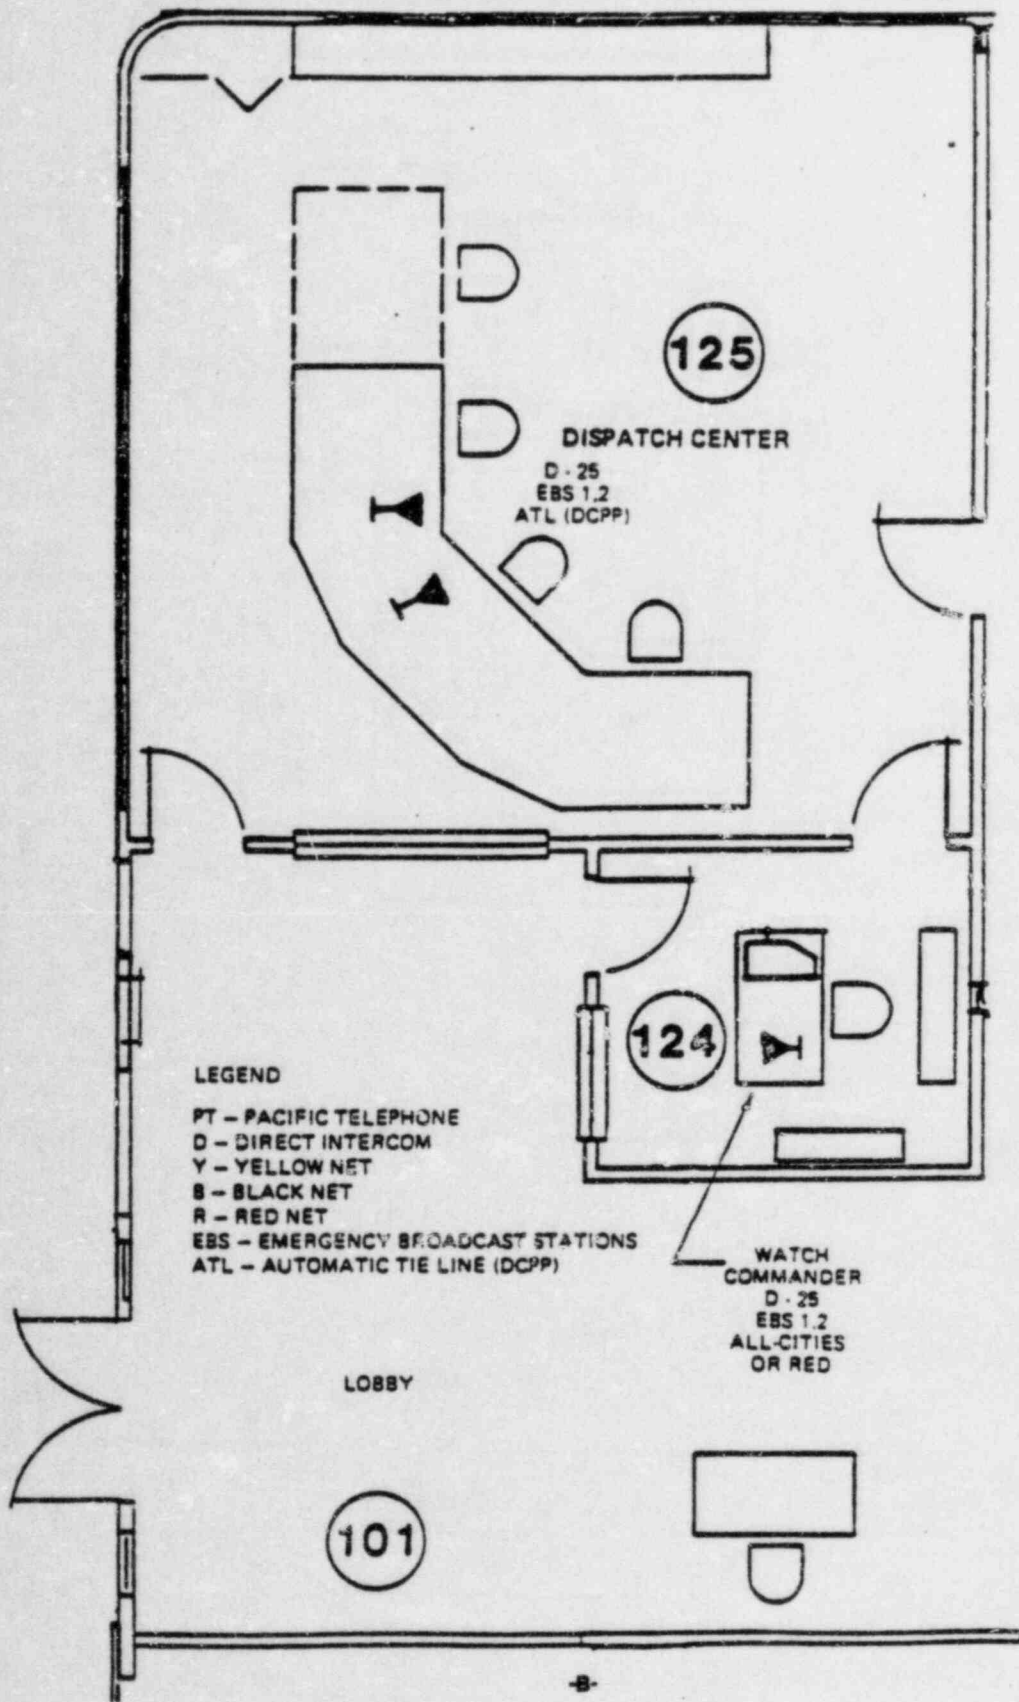 125
DISPATCH CENTER
D - 25
EBS 1,2
ATL (DCPP)
124
LEGEND
PT – PACIFIC TELEPHONE
D – DIRECT INTERCOM
Y – YELLOW NET
B – BLACK NET
R – RED NET
EBS – EMERGENCY BROADCAST STATIONS
ATL – AUTOMATIC TIE LINE (DCPP)
WATCH
COMMANDER
D - 25
EBS 1,2
ALL-CITIES
OR RED
LOBBY
101
-B-